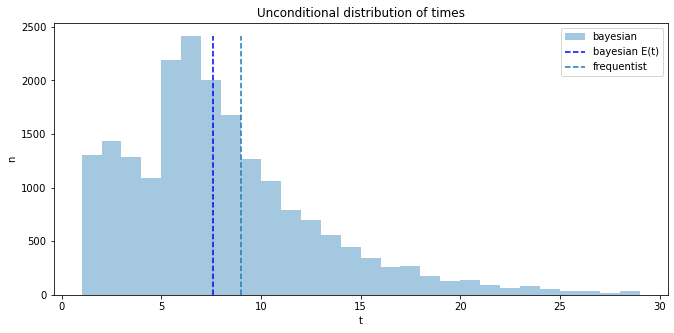 Unconditional distribution of times
bayesian
bayesian E(t)
frequentist
2500
2000
1500
1000
500
0
n
0 5 10 15 20 25 30
t